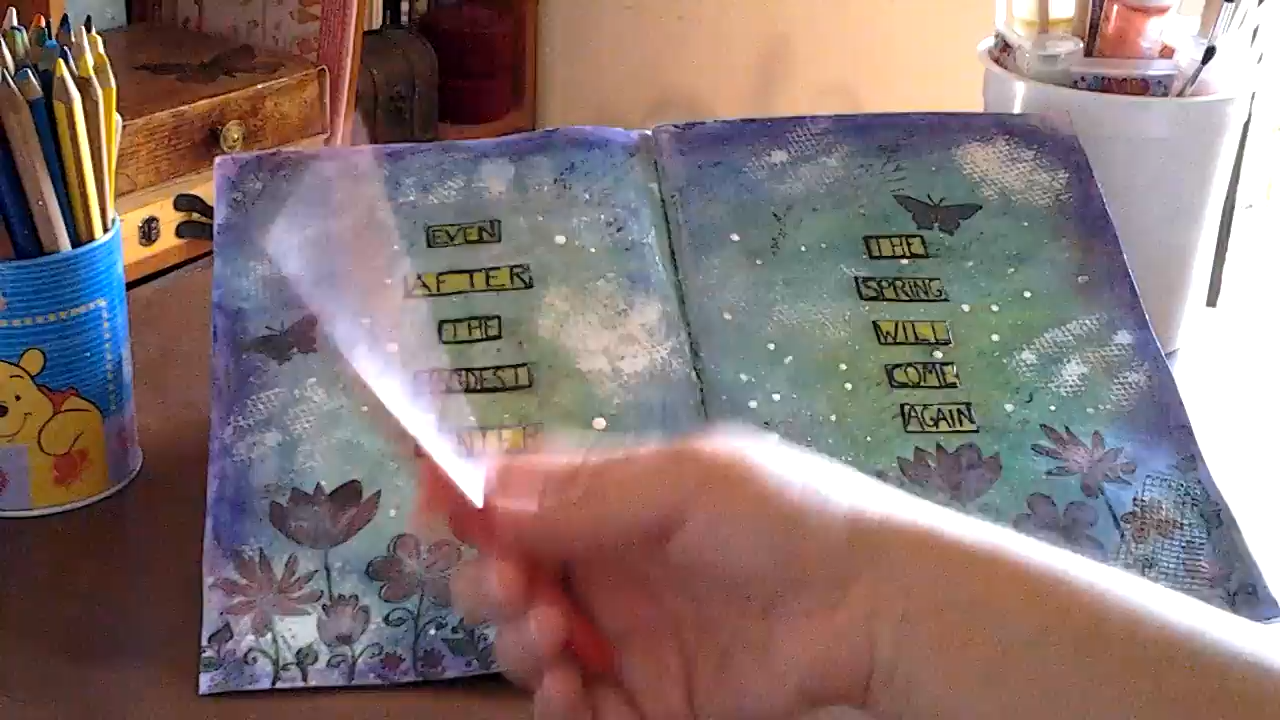 EVEN
AFTER
THE
THE
SPRING
WILL
COME
AGAIN